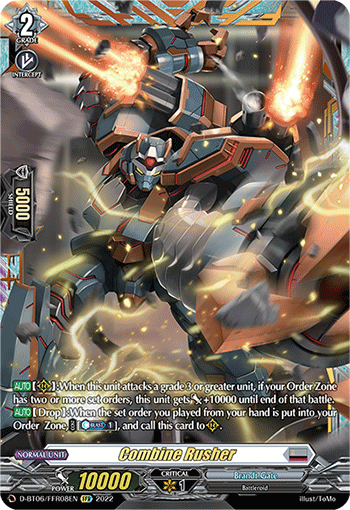 2
GRADE
INTERCEPT
5000
SHIELD
AUTO [ ]:When this unit attacks a grade 3 or greater unit, if your Order Zone
has two or more set orders, this unit gets +10000 until end of that battle.
AUTO [Drop]:When the set order you played from your hand is put into your
Order Zone COST [ BLAST 1 ], and call this card to .
NORMAL UNIT
Combine Rusher
POWER 10000
CRITICAL
1
Brandt Gate
Battleroid
D-BT06/FFR08EN FFR 2022
illust/ToMo